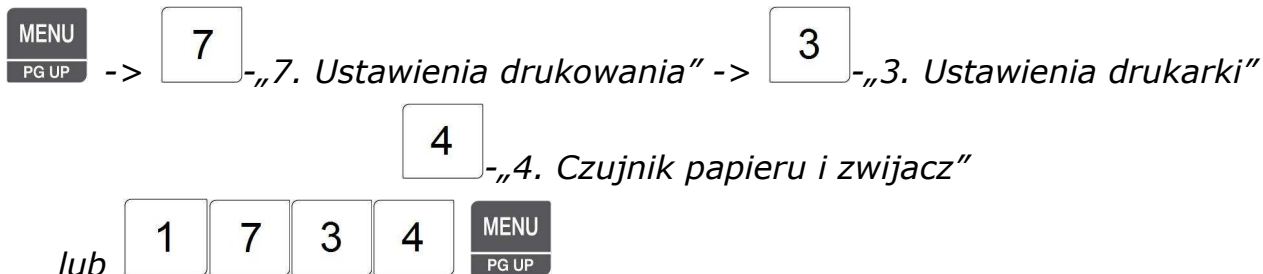 MENU
PG UP -> 7 -„7. Ustawienia drukowania” -> 3 -„3. Ustawienia drukarki”
4 -„4. Czujnik papieru i zwijacz”
lub 1 7 3 4 MENU
PG UP